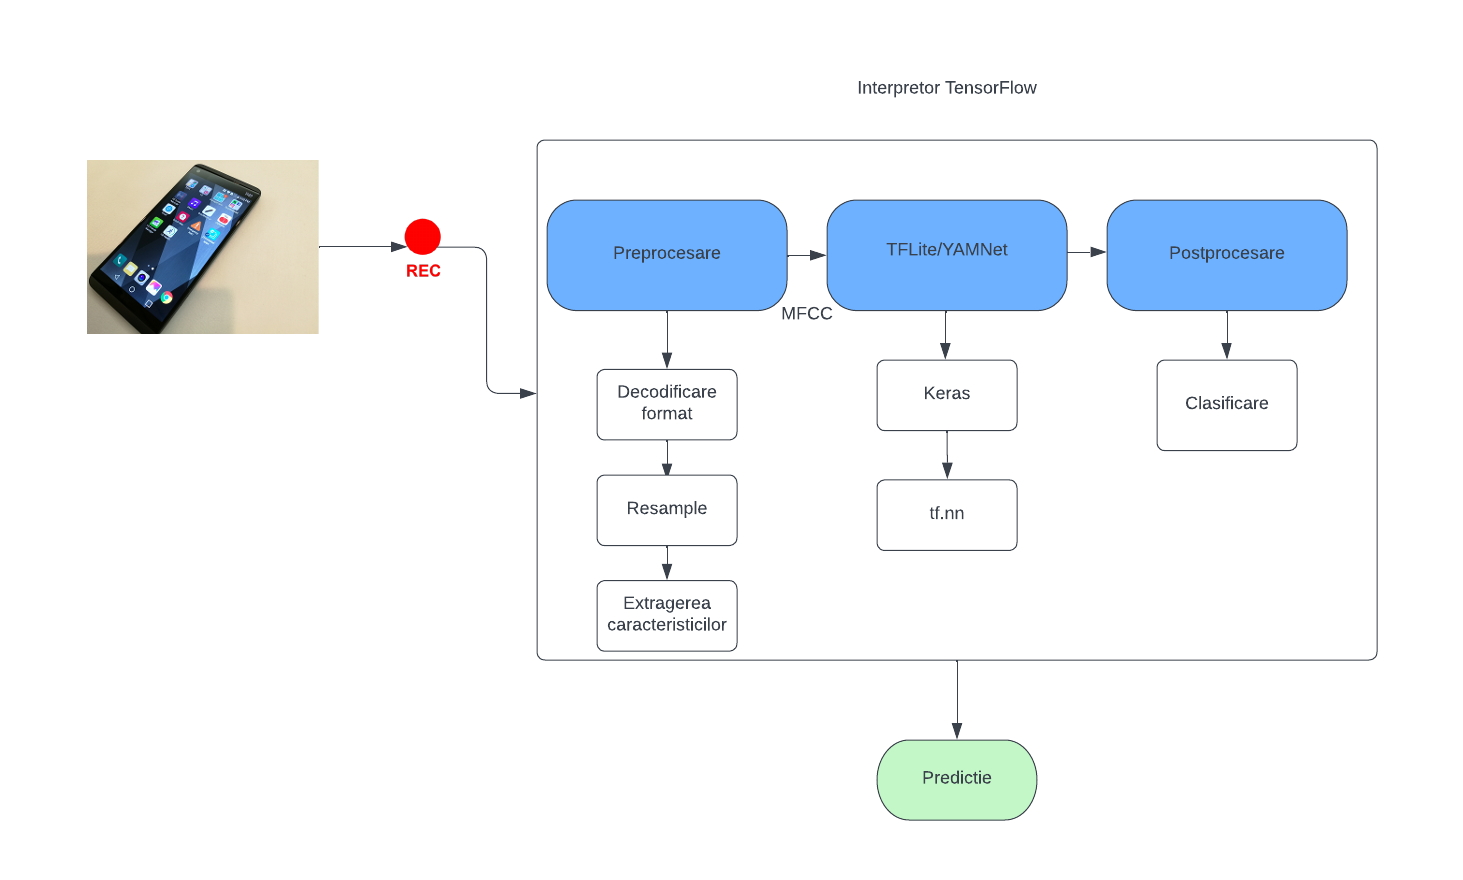 Interpretor TensorFlow
REC
Preprocesare
MFCC
TFLite/YAMNet
Postprocesare
Decodificare
format
Resample
Extragerea
caracteristicilor
Keras
tf.nn
Clasificare
Predictie